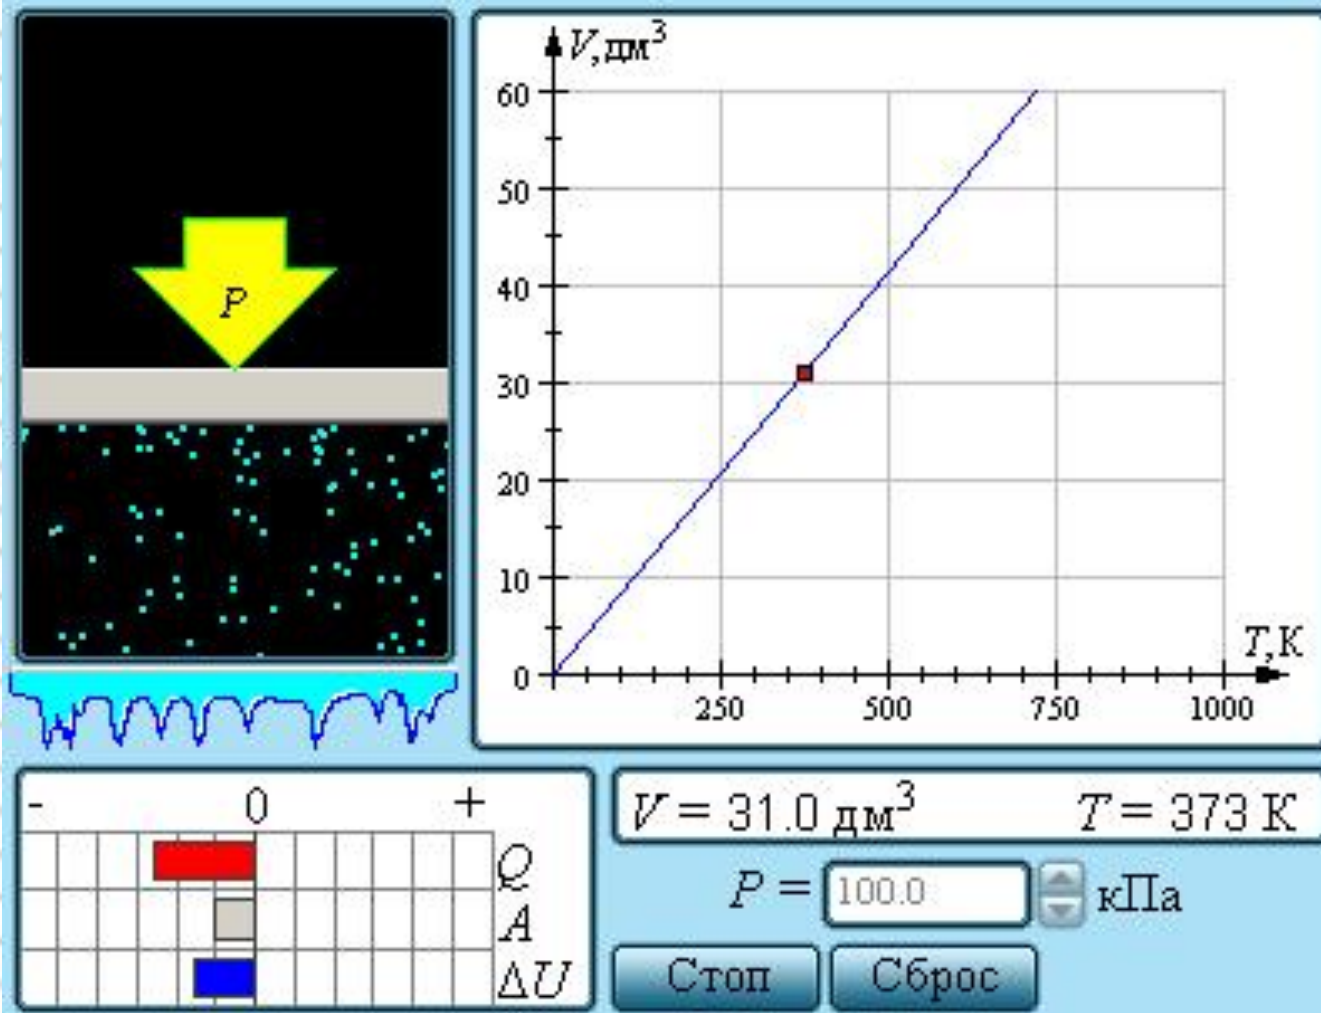 V, дм³
60
50
40
30
20
10
0
250 500 750 1000
T, К
P
- 0 +
Q
A
ΔU
V = 31.0 дм³ T = 373 К
P = 100.0 кПа
Стоп Сброс